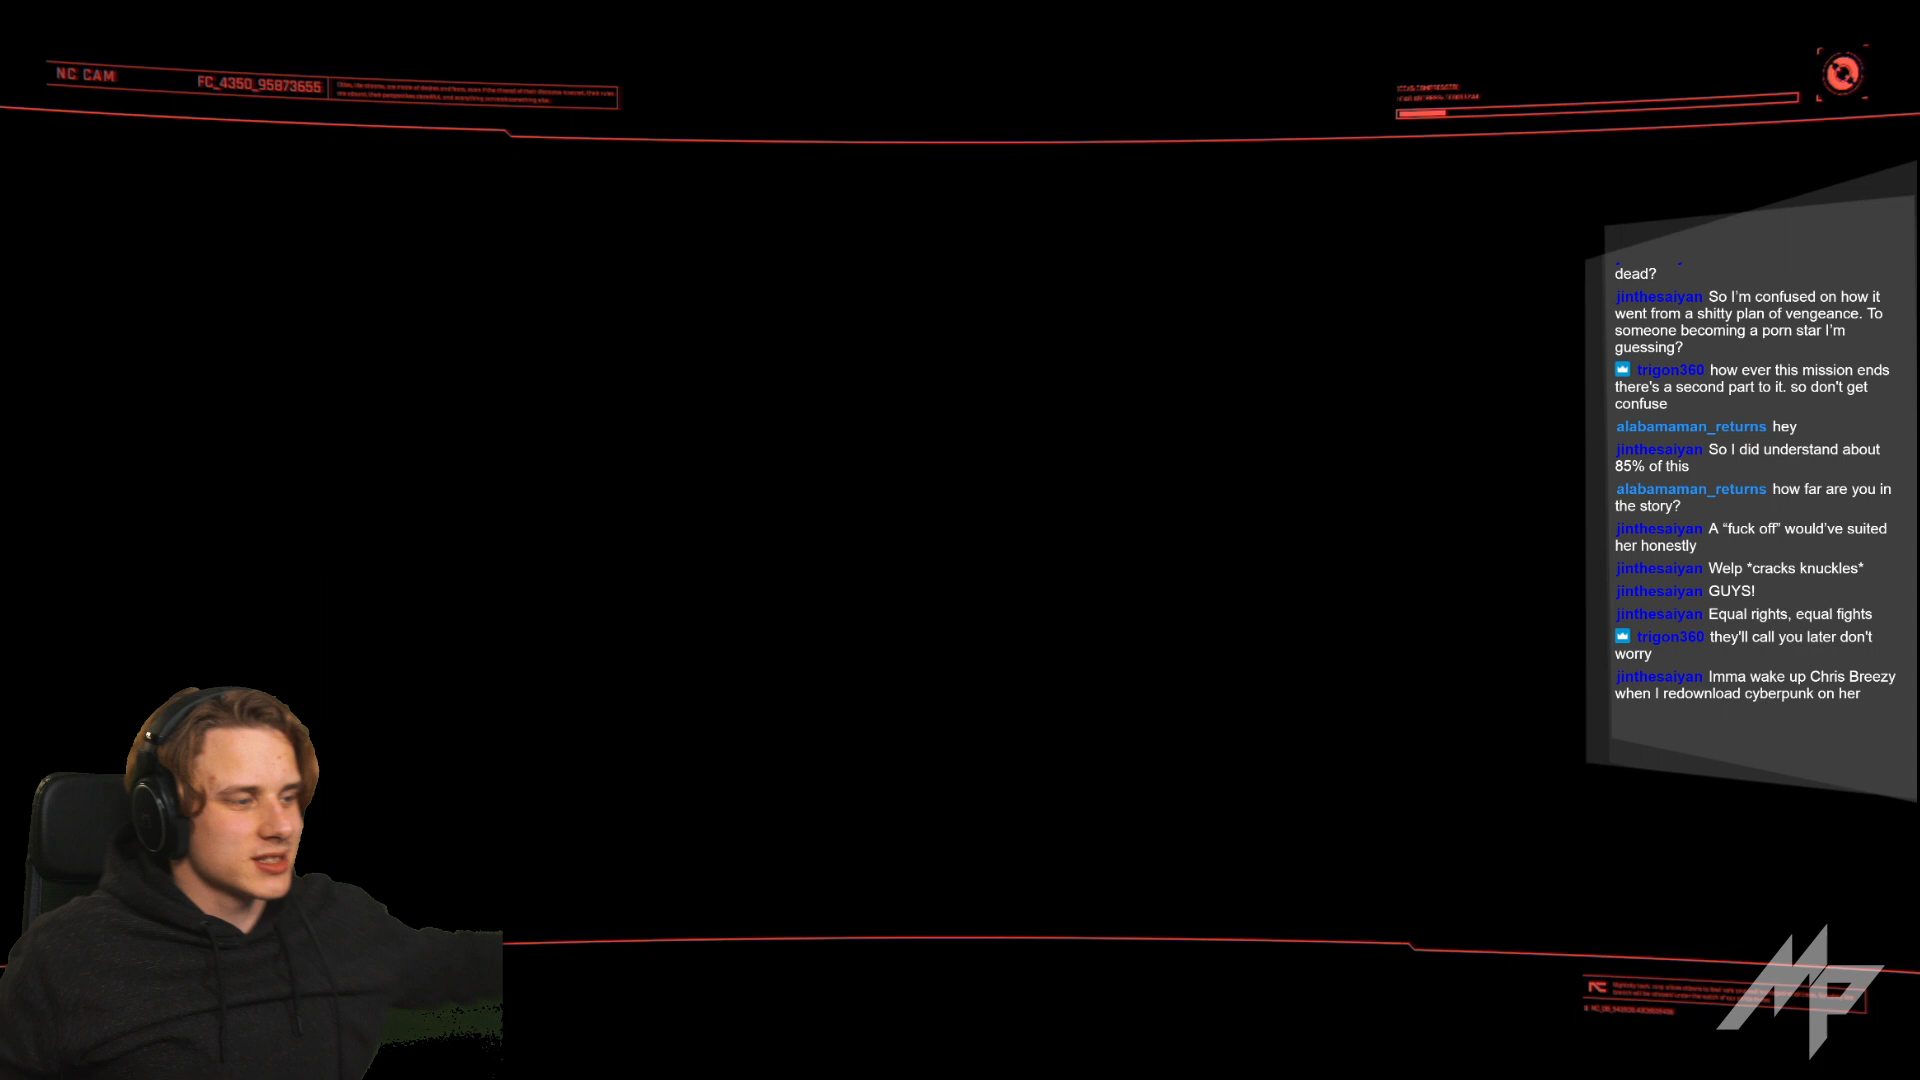 NC CAM
FC_4350_95873655
dead?
jinthesaiyan So I'm confused on how it
went from a shitty plan of vengeance. To
someone becoming a porn star I'm
guessing?
trigon360 how ever this mission ends
there's a second part to it. so don't get
confuse
alabamaman_returns hey
jinthesaiyan So I did understand about
85% of this
alabamaman_returns how far are you in
the story?
jinthesaiyan A “fuck off” would've suited
her honestly
jinthesaiyan Welp *cracks knuckles*
jinthesaiyan GUYS!
jinthesaiyan Equal rights, equal fights
trigon360 they'll call you later don't
worry
jinthesaiyan Imma wake up Chris Breezy
when I redownload cyberpunk on her
MP